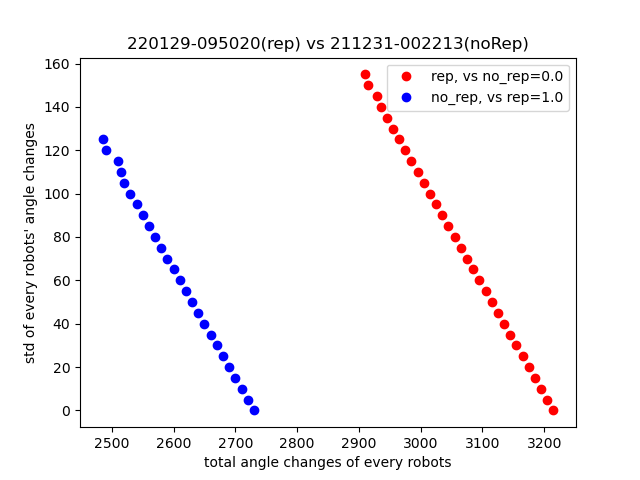 220129-095020(rep) vs 211231-002213(noRep)
rep, vs no_rep=0.0
no_rep, vs rep=1.0
std of every robots' angle changes
160
140
120
100
80
60
40
20
0
2500 2600 2700 2800 2900 3000 3100 3200
total angle changes of every robots